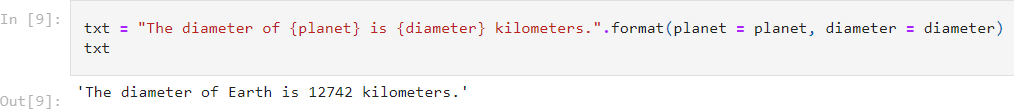 In [9]:
txt = "The diameter of {planet} is {diameter} kilometers.".format(planet = planet, diameter = diameter)
txt
Out[9]:
'The diameter of Earth is 12742 kilometers.'